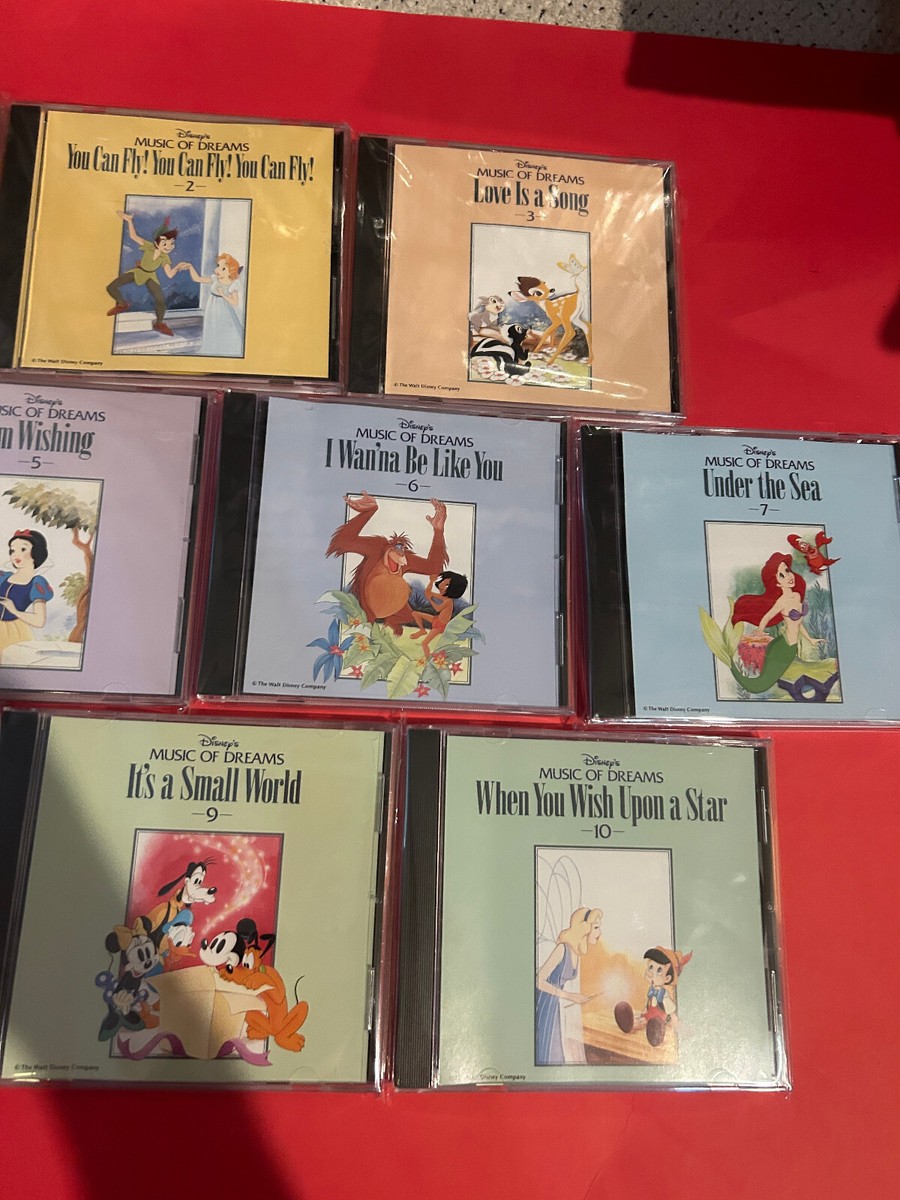 Disney's
MUSIC OF DREAMS
You Can Fly! You Can Fly! You Can Fly!
-2-
© The Walt Disney Company
Disney's
MUSIC OF DREAMS
Love Is a Song
-3-
© The Walt Disney Company
Disney's
OF DREAMS
Wishing
-5-
Disney's
MUSIC OF DREAMS
I Wan'na Be Like You
-6-
© The Walt Disney Company
Disney's
MUSIC OF DREAMS
Under the Sea
-7-
© The Walt Disney Company
Disney's
MUSIC OF DREAMS
It's a Small World
-9-
© The Walt Disney Company
Disney's
MUSIC OF DREAMS
When You Wish Upon a Star
-10-
Disney Company